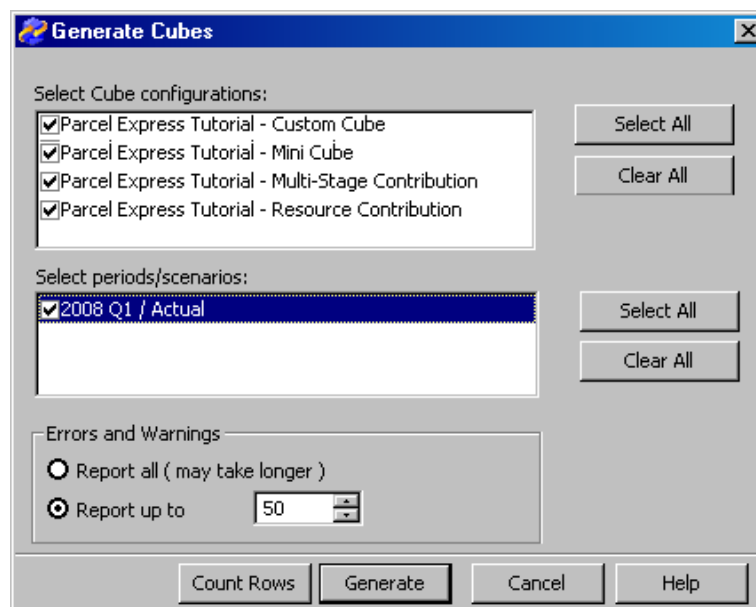 Generate Cubes
Select Cube configurations:
Parcel Express Tutorial - Custom Cube
Parcel Express Tutorial - Mini Cube
Parcel Express Tutorial - Multi-Stage Contribution
Parcel Express Tutorial - Resource Contribution
Select All
Clear All
Select periods/scenarios:
2008 Q1 / Actual
Select All
Clear All
Errors and Warnings
Report all ( may take longer )
Report up to 50
Count Rows Generate Cancel Help